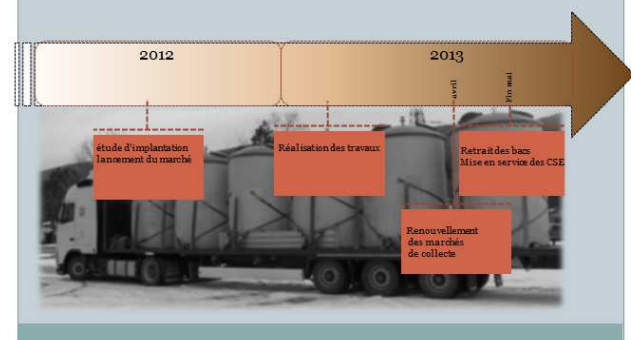 2012
2013
avril
Fin mai
étude d'implantation
lancement du marché
Réalisation des travaux
Retrait des bacs
Mise en service des CSE
Renouvellement
des marchés
de collecte